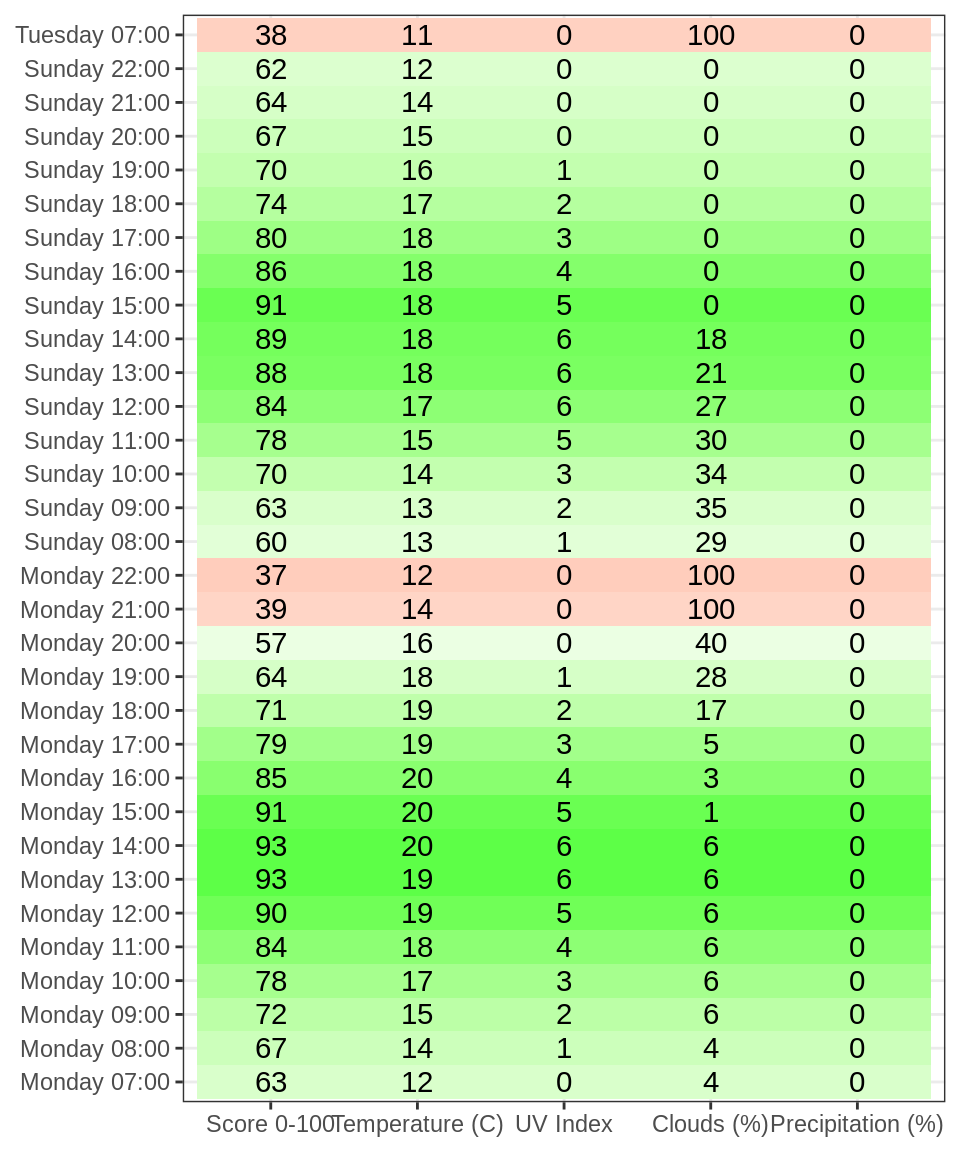 Tuesday 07:00 38 11 0 100 0
Sunday 22:00 62 12 0 0 0
Sunday 21:00 64 14 0 0 0
Sunday 20:00 67 15 0 0 0
Sunday 19:00 70 16 1 0 0
Sunday 18:00 74 17 2 0 0
Sunday 17:00 80 18 3 0 0
Sunday 16:00 86 18 4 0 0
Sunday 15:00 91 18 5 0 0
Sunday 14:00 89 18 6 18 0
Sunday 13:00 88 18 6 21 0
Sunday 12:00 84 17 6 27 0
Sunday 11:00 78 15 5 30 0
Sunday 10:00 70 14 3 34 0
Sunday 09:00 63 13 2 35 0
Sunday 08:00 60 13 1 29 0
Monday 22:00 37 12 0 100 0
Monday 21:00 39 14 0 100 0
Monday 20:00 57 16 0 40 0
Monday 19:00 64 18 1 28 0
Monday 18:00 71 19 2 17 0
Monday 17:00 79 19 3 5 0
Monday 16:00 85 20 4 3 0
Monday 15:00 91 20 5 1 0
Monday 14:00 93 20 6 6 0
Monday 13:00 93 19 6 6 0
Monday 12:00 90 19 5 6 0
Monday 11:00 84 18 4 6 0
Monday 10:00 78 17 3 6 0
Monday 09:00 72 15 2 6 0
Monday 08:00 67 14 1 4 0
Monday 07:00 63 12 0 4 0
Score 0-100 Temperature (C) UV Index Clouds (%) Precipitation (%)